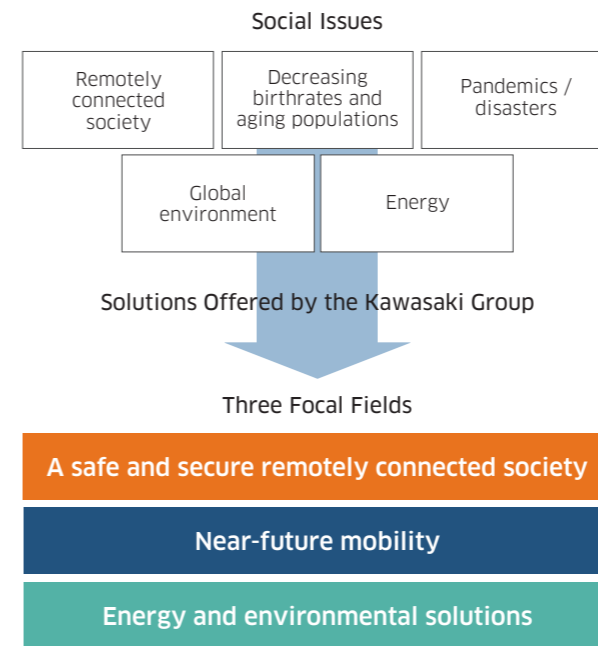 Social Issues
Remotely
connected
society
Decreasing
birthrates and
aging populations
Pandemics /
disasters
Global
environment
Energy
Solutions Offered by the Kawasaki Group
Three Focal Fields
A safe and secure remotely connected society
Near-future mobility
Energy and environmental solutions